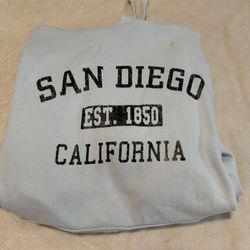 SAN DIEGO
EST. 1850
CALIFORNIA